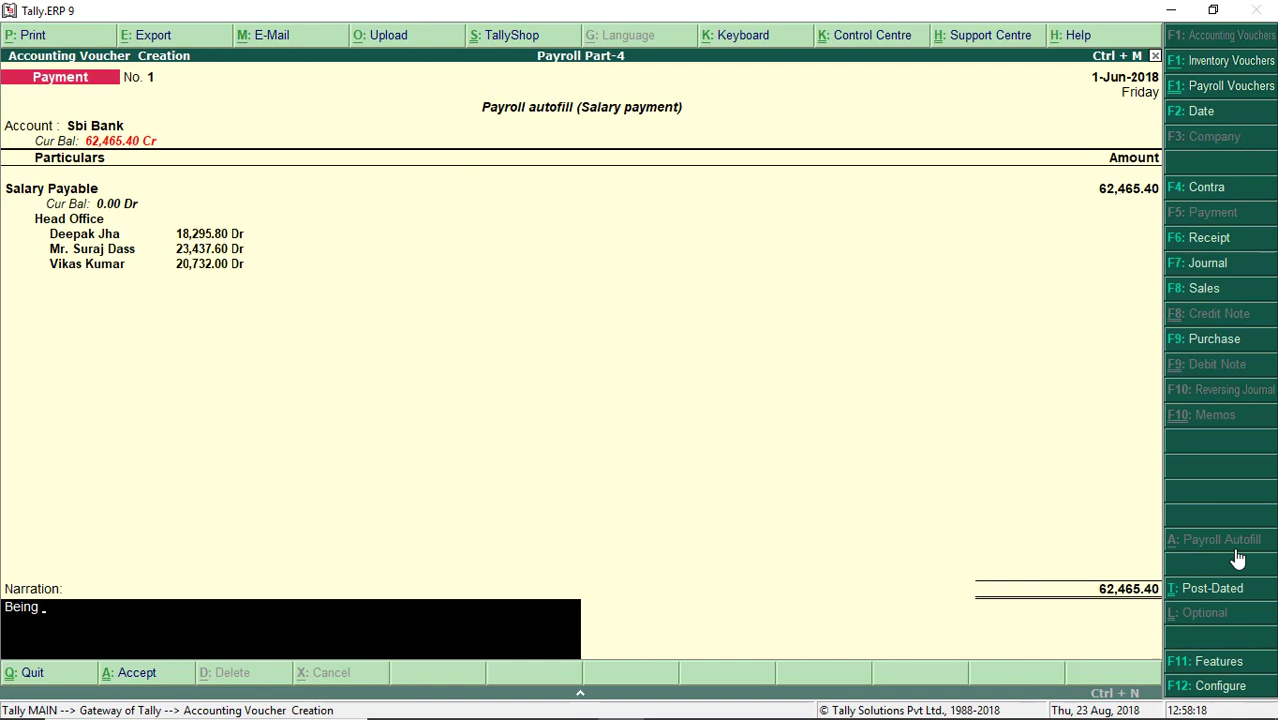 Tally.ERP 9
P: Print E: Export M: E-Mail O: Upload S: TallyShop G: Language K: Keyboard K: Control Centre H: Support Centre H: Help
F1: Accounting Vouchers
Accounting Voucher Creation Payroll Part-4 Ctrl + M
F1: Inventory Vouchers
Payment No. 1 1-Jun-2018
F1: Payroll Vouchers
Friday
Payroll autofill (Salary payment)
F2: Date
Account : Sbi Bank
F3: Company
Cur Bal: 62,465.40 Cr
Particulars Amount
Salary Payable 62,465.40
F4: Contra
Cur Bal: 0.00 Dr
F5: Payment
Head Office
Deepak Jha 18,295.80 Dr
F6: Receipt
Mr. Suraj Dass 23,437.60 Dr
Vikas Kumar 20,732.00 Dr
F7: Journal
F8: Sales
F8: Credit Note
F9: Purchase
F9: Debit Note
F10: Reversing Journal
F10: Memos
A: Payroll Autofill
Narration: 62,465.40
T: Post-Dated
Being _
L: Optional
F11: Features
Q: Quit A: Accept D: Delete X: Cancel
F12: Configure
Ctrl + N
Tally MAIN --> Gateway of Tally --> Accounting Voucher Creation © Tally Solutions Pvt Ltd., 1988-2018 Thu, 23 Aug, 2018 12:58:18